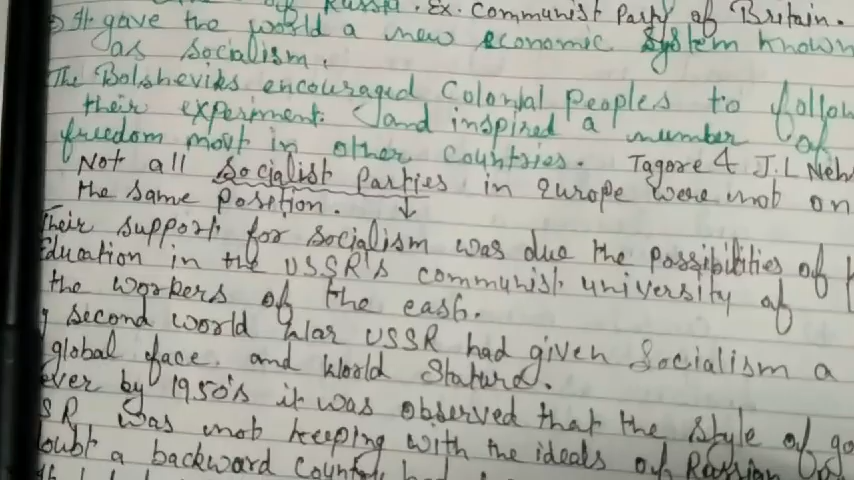 of Russia. Ex. Communist Party of Britain.
It gave the world a new economic system known
as socialism.
The Bolsheviks encouraged Colonial Peoples to follow
their experiment. and inspired a number of
freedom movt in other countries. Tagore & J.L Neh
Not all Socialist Parties in Europe were not on
the same position. ↓
Their support for socialism was due the possibilities of
Education in the USSR's communist university of
the workers of the east.
second world War USSR had given Socialism a
global face, and World Stature.
ever by 1950's it was observed that the style of go
SR was not keeping with the ideals of Russian
oubt a backward country